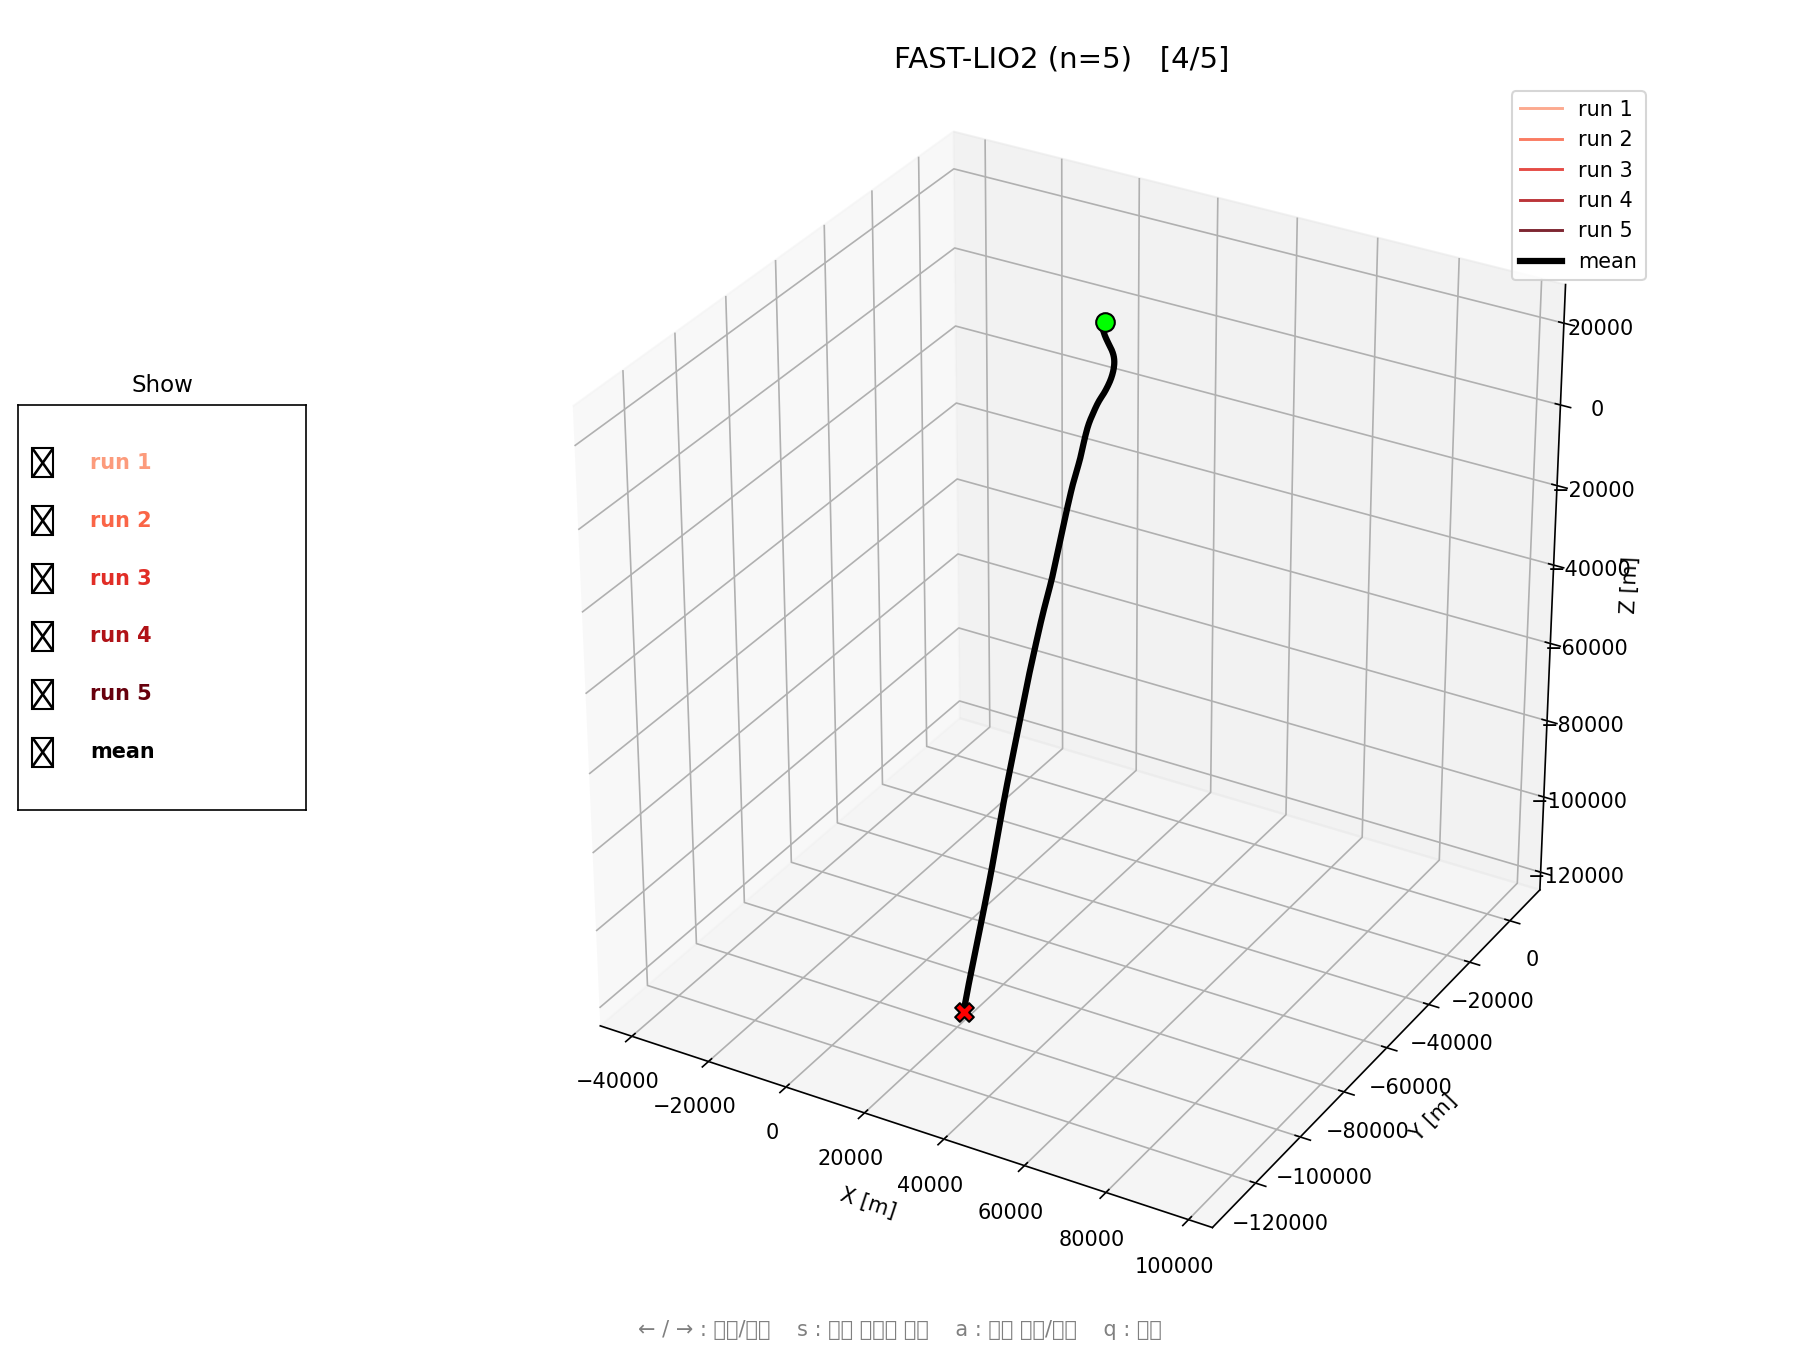 FAST-LIO2 (n=5) [4/5]
run 1
run 2
run 3
run 4
run 5
mean
Show
run 1
run 2
run 3
run 4
run 5
mean
20000
0
−20000
−40000
−60000
−80000
−100000
−120000
Z [m]
0
−20000
−40000
−60000
−80000
−100000
−120000
Y [m]
−40000
−20000
0
20000
40000
60000
80000
100000
X [m]
← / → : / s : a : / q :